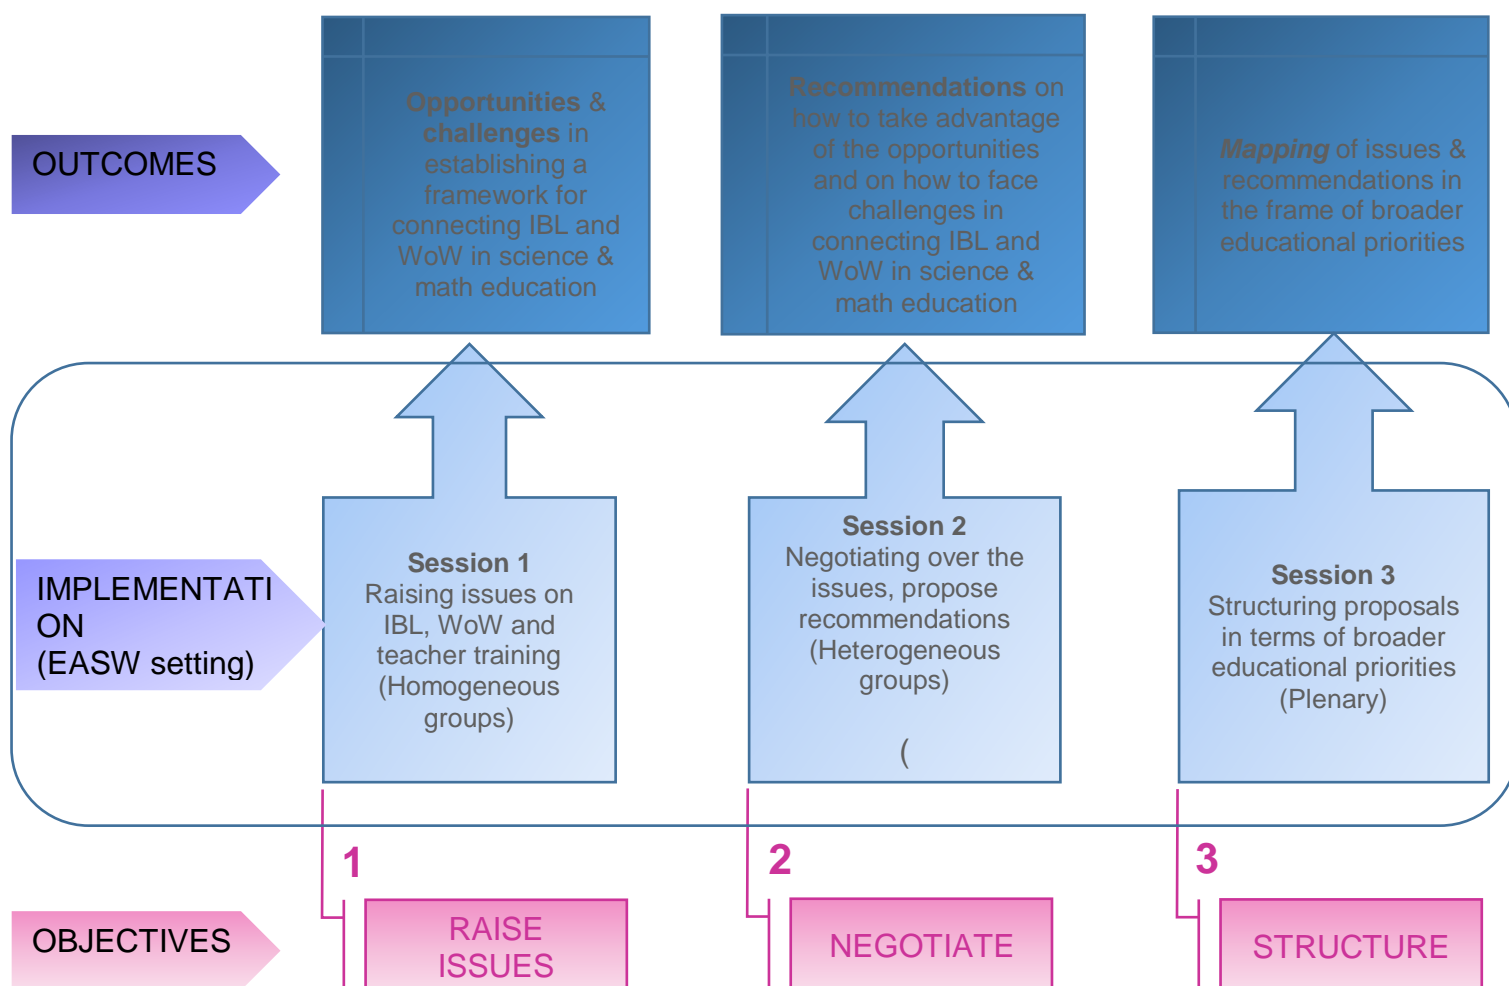 OUTCOMES
Opportunities &
challenges in
establishing a
framework for
connecting IBL and
WoW in science &
math education
Recommendations on
how to take advantage
of the opportunities
and on how to face
challenges in
connecting IBL and
WoW in science &
math education
Mapping of issues &
recommendations in
the frame of broader
educational priorities
IMPLEMENTATI
ON
(EASW setting)
Session 1
Raising issues on
IBL, WoW and
teacher training
(Homogeneous
groups)
Session 2
Negotiating over the
issues, propose
recommendations
(Heterogeneous
groups)
(
Session 3
Structuring proposals
in terms of broader
educational priorities
(Plenary)
OBJECTIVES
1
RAISE
ISSUES
2
NEGOTIATE
3
STRUCTURE